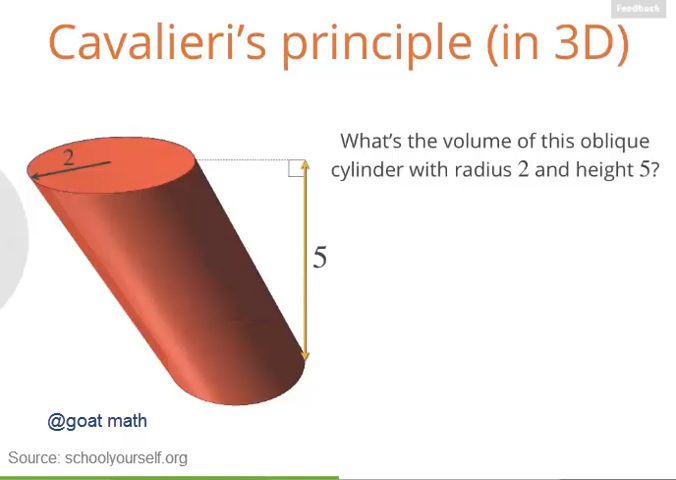 Feedback
Cavalieri's principle (in 3D)
2
What's the volume of this oblique
cylinder with radius 2 and height 5?
5
@goat math
Source: schoolyourself.org